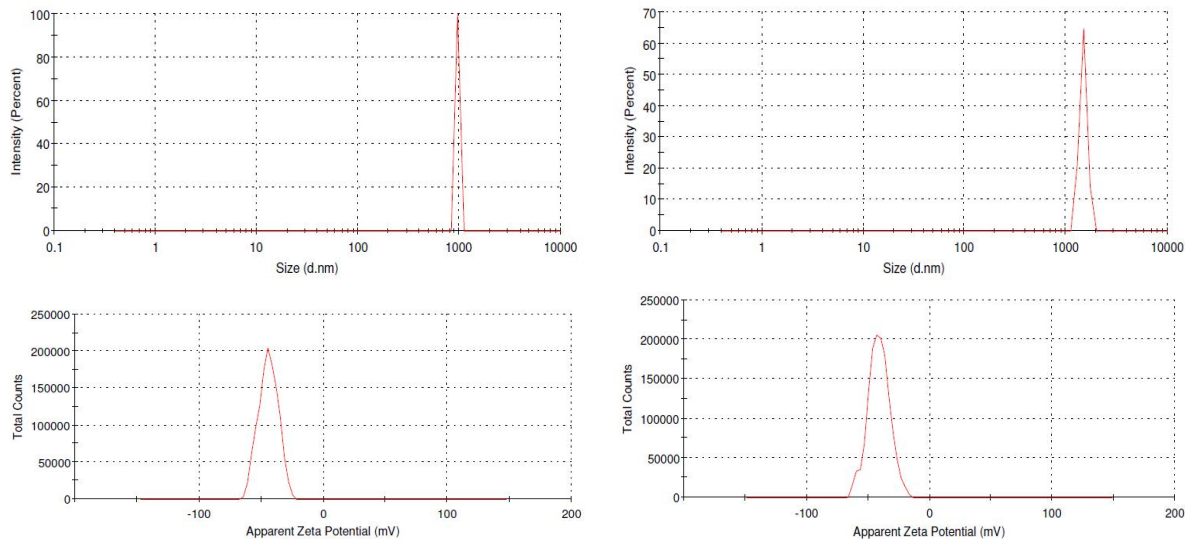 100
80
60
40
20
0
Intensity (Percent)
0.1 1 10 100 1000 10000
Size (d.nm)
70
60
50
40
30
20
10
0
Intensity (Percent)
0.1 1 10 100 1000 10000
Size (d.nm)
250000
200000
150000
100000
50000
0
Total Counts
-100 0 100 200
Apparent Zeta Potential (mV)
250000
200000
150000
100000
50000
0
Total Counts
-100 0 100 200
Apparent Zeta Potential (mV)